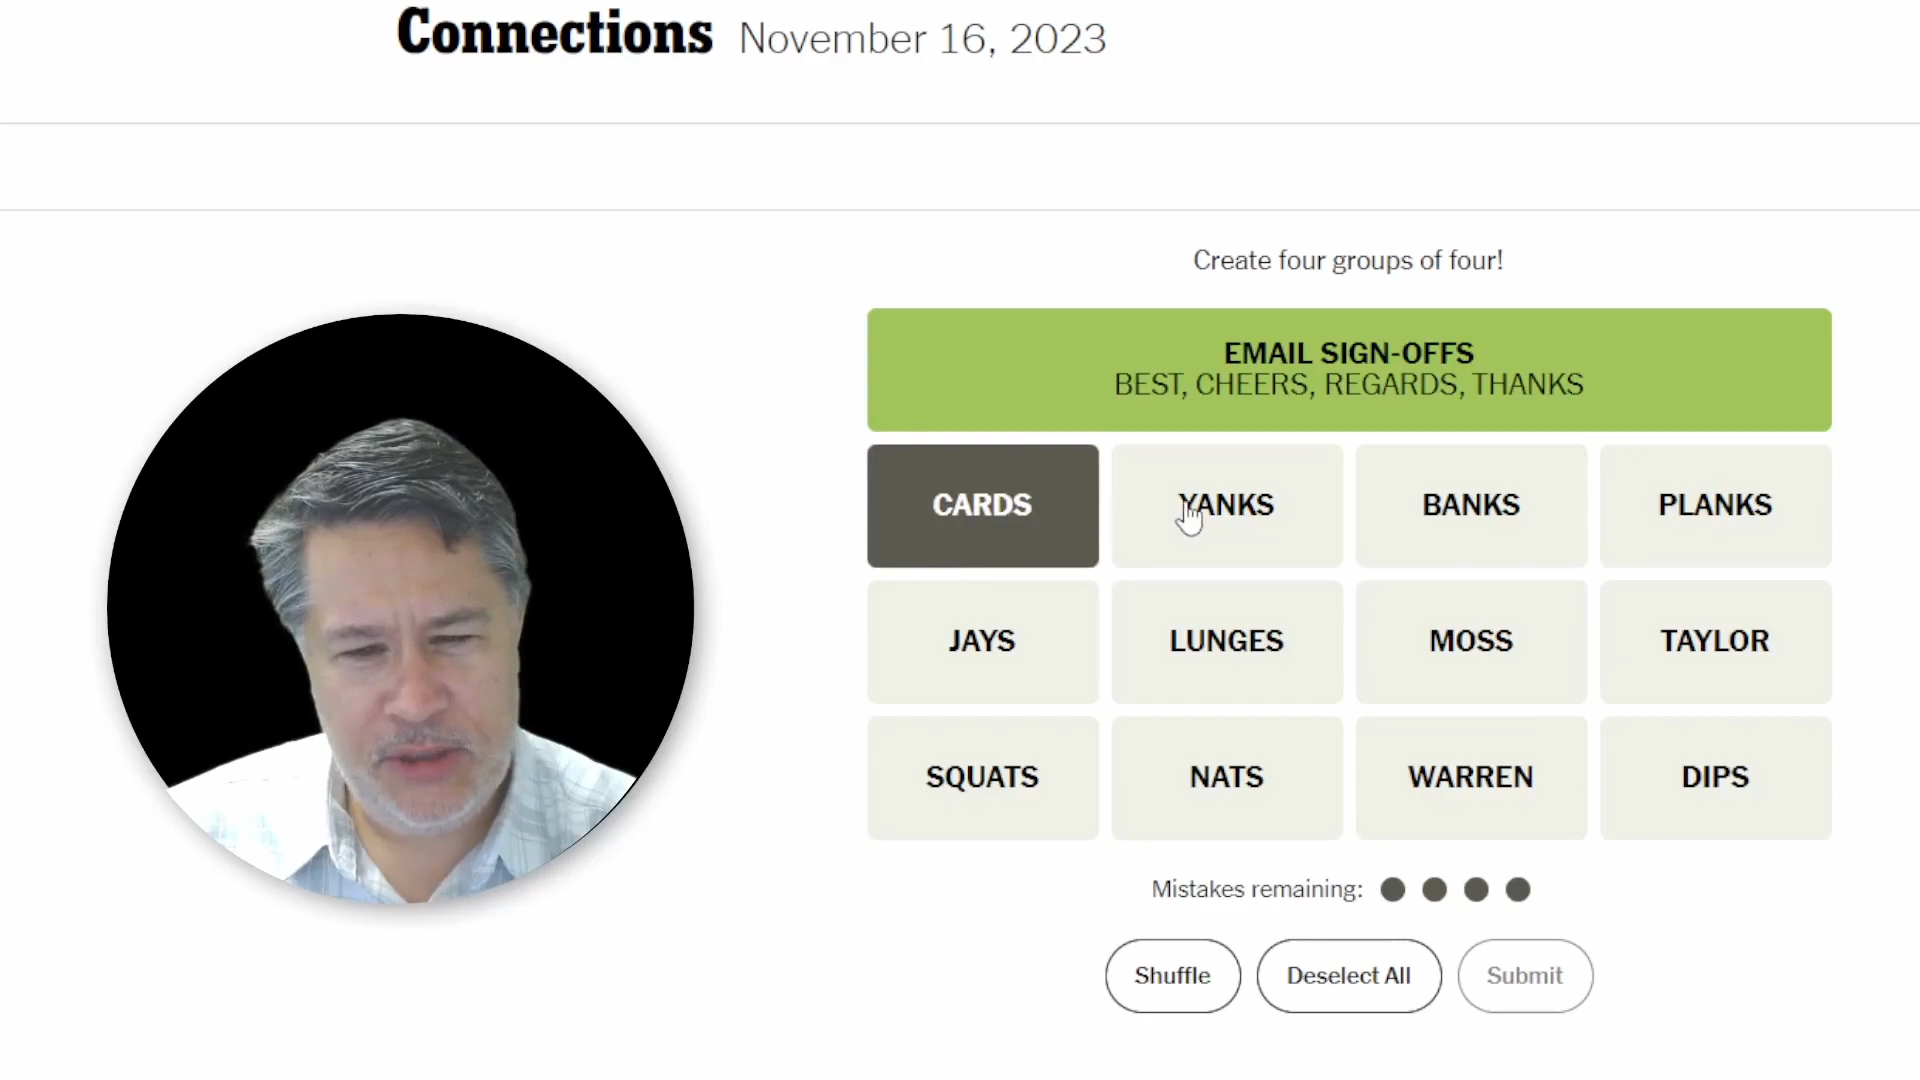 Connections November 16, 2023
Create four groups of four!
EMAIL SIGN-OFFS
BEST, CHEERS, REGARDS, THANKS
CARDS YANKS BANKS PLANKS
JAYS LUNGES MOSS TAYLOR
SQUATS NATS WARREN DIPS
Mistakes remaining:
Shuffle Deselect All Submit